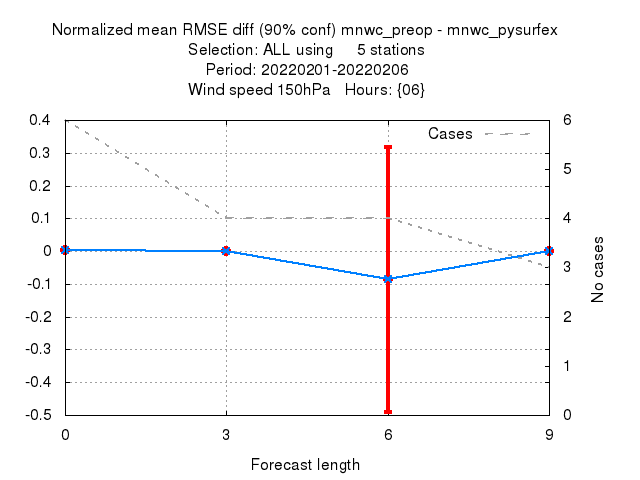 Normalized mean RMSE diff (90% conf) mnwc_preop - mnwc_pysurfex
Selection: ALL using 5 stations
Period: 20220201-20220206
Wind speed 150hPa Hours: {06}
Cases
0.4
0.3
0.2
0.1
0
-0.1
-0.2
-0.3
-0.4
-0.5
6
5
4
3
2
1
0
No cases
0 3 6 9
Forecast length